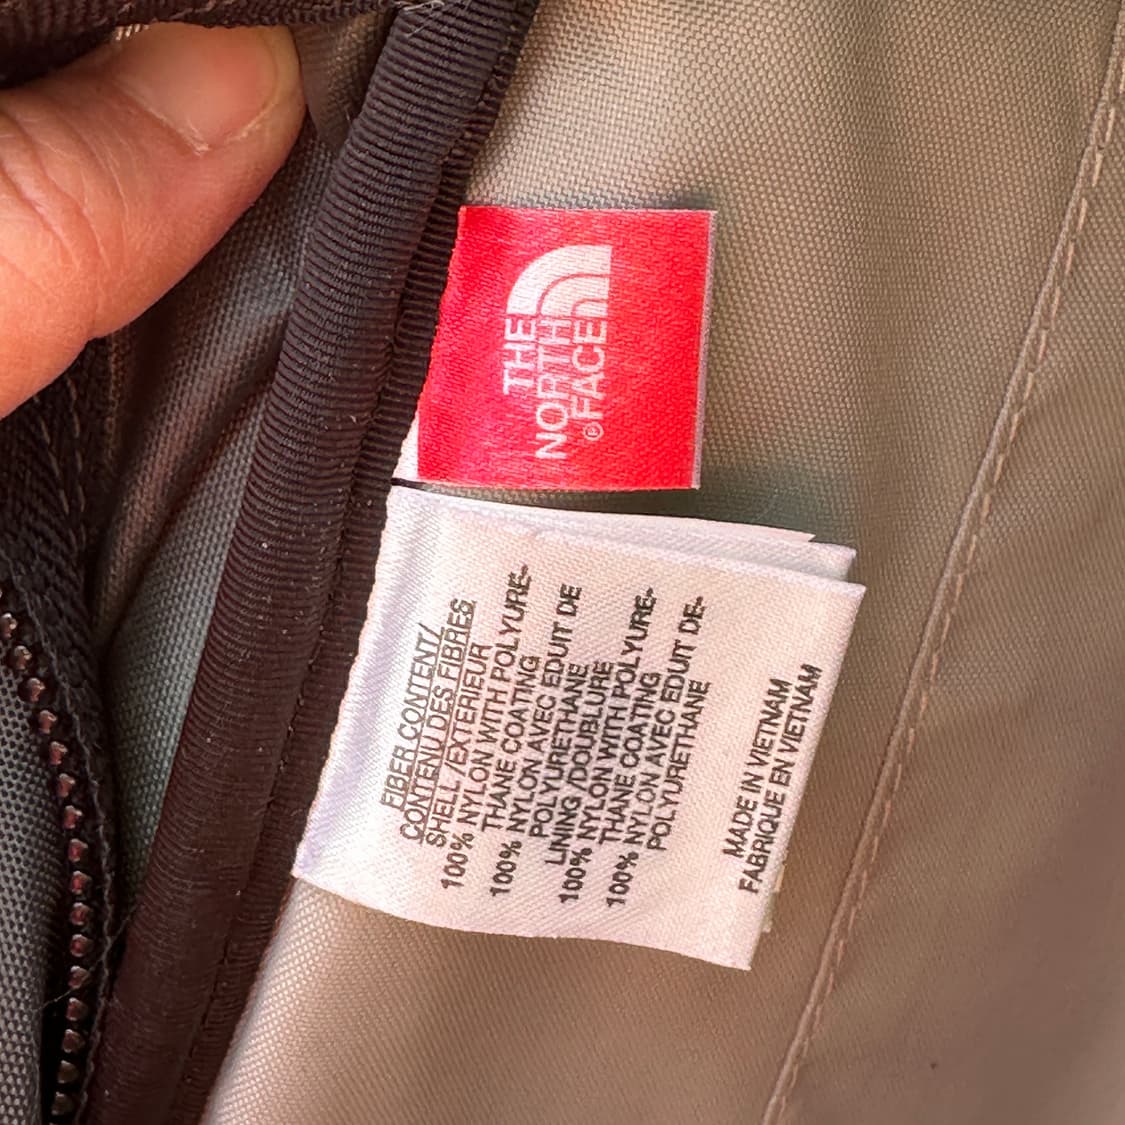 THE
NORTH
©FACE
FIBER CONTENT/
CONTENU DES FIBRES
SHELL /EXTERIEUR
100% NYLON WITH POLYURE-
THANE COATING
100% NYLON AVEC EDUIT DE
POLYURETHANE
LINING /DOUBLURE
100% NYLON WITH POLYURE-
THANE COATING
100% NYLON AVEC EDUIT DE-
POLYURETHANE
MADE IN VIETNAM
FABRIQUE EN VIETNAM